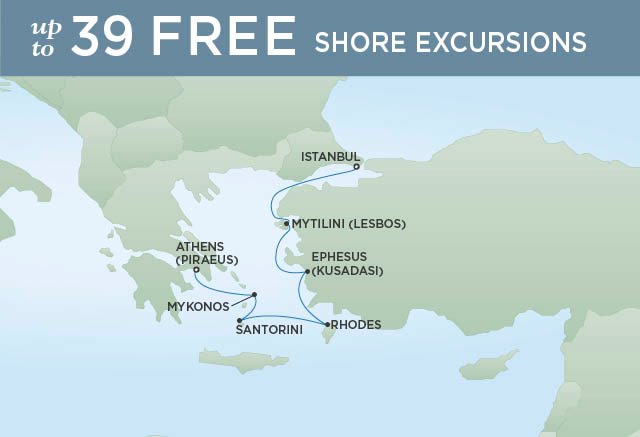 up to 39 FREE SHORE EXCURSIONS
ISTANBUL
MYTILINI (LESBOS)
EPHESUS
(KUSADASI)
ATHENS
(PIRAEUS)
MYKONOS
SANTORINI
RHODES